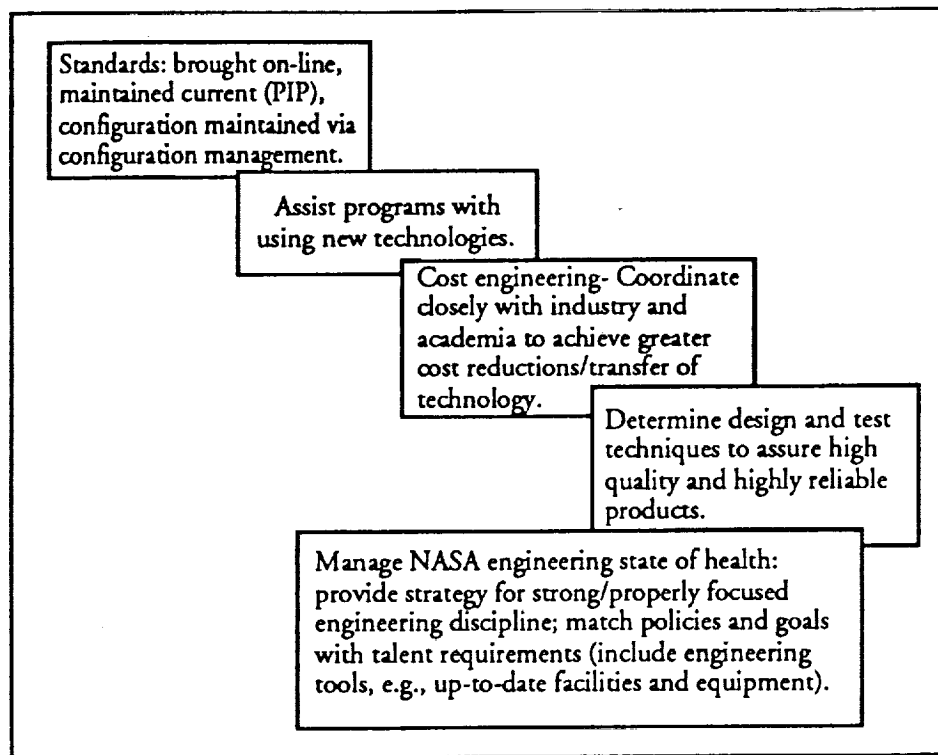 Standards: brought on-line,
maintained current (PIP),
configuration maintained via
configuration management.
Assist programs with
using new technologies.
Cost engineering- Coordinate
closely with industry and
academia to achieve greater
cost reductions/transfer of
technology.
Determine design and test
techniques to assure high
quality and highly reliable
products.
Manage NASA engineering state of health:
provide strategy for strong/properly focused
engineering discipline; match policies and goals
with talent requirements (include engineering
tools, e.g., up-to-date facilities and equipment).